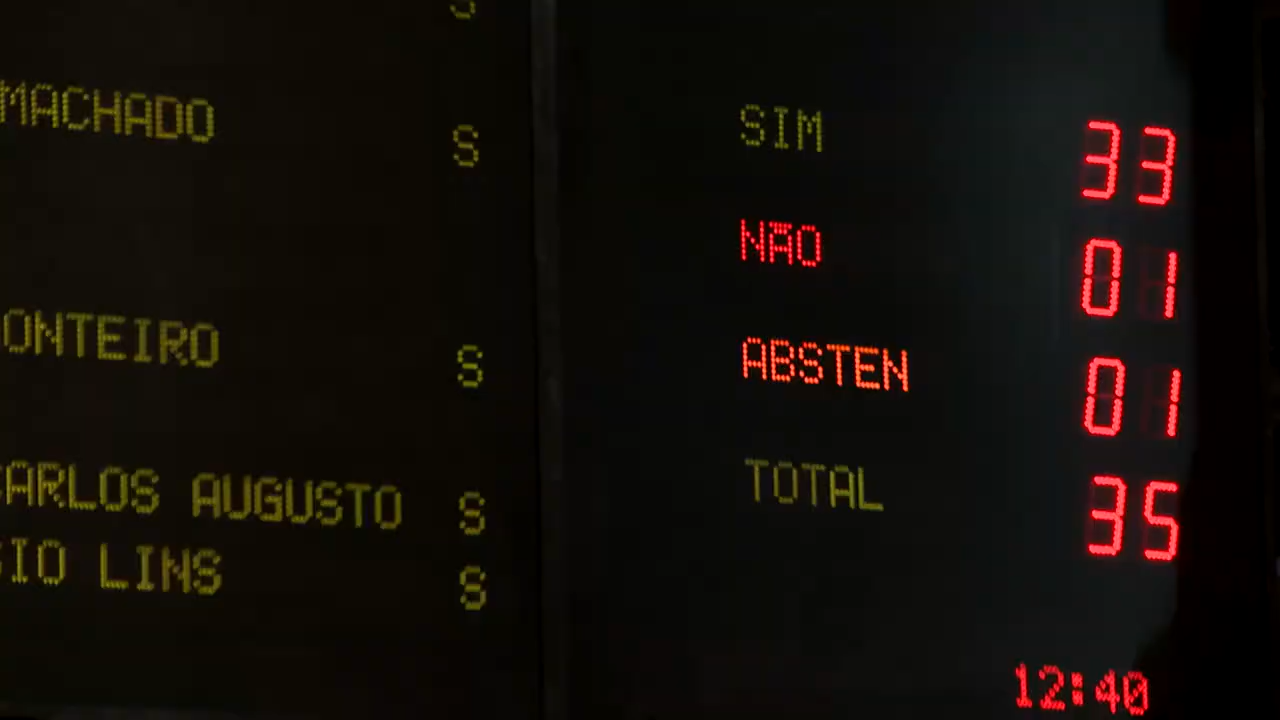 S
MACHADO S
ONTEIRO S
CARLOS AUGUSTO S
SIO LINS S
SIM 33
NÃO 01
ABSTEN 01
TOTAL 35
12:40